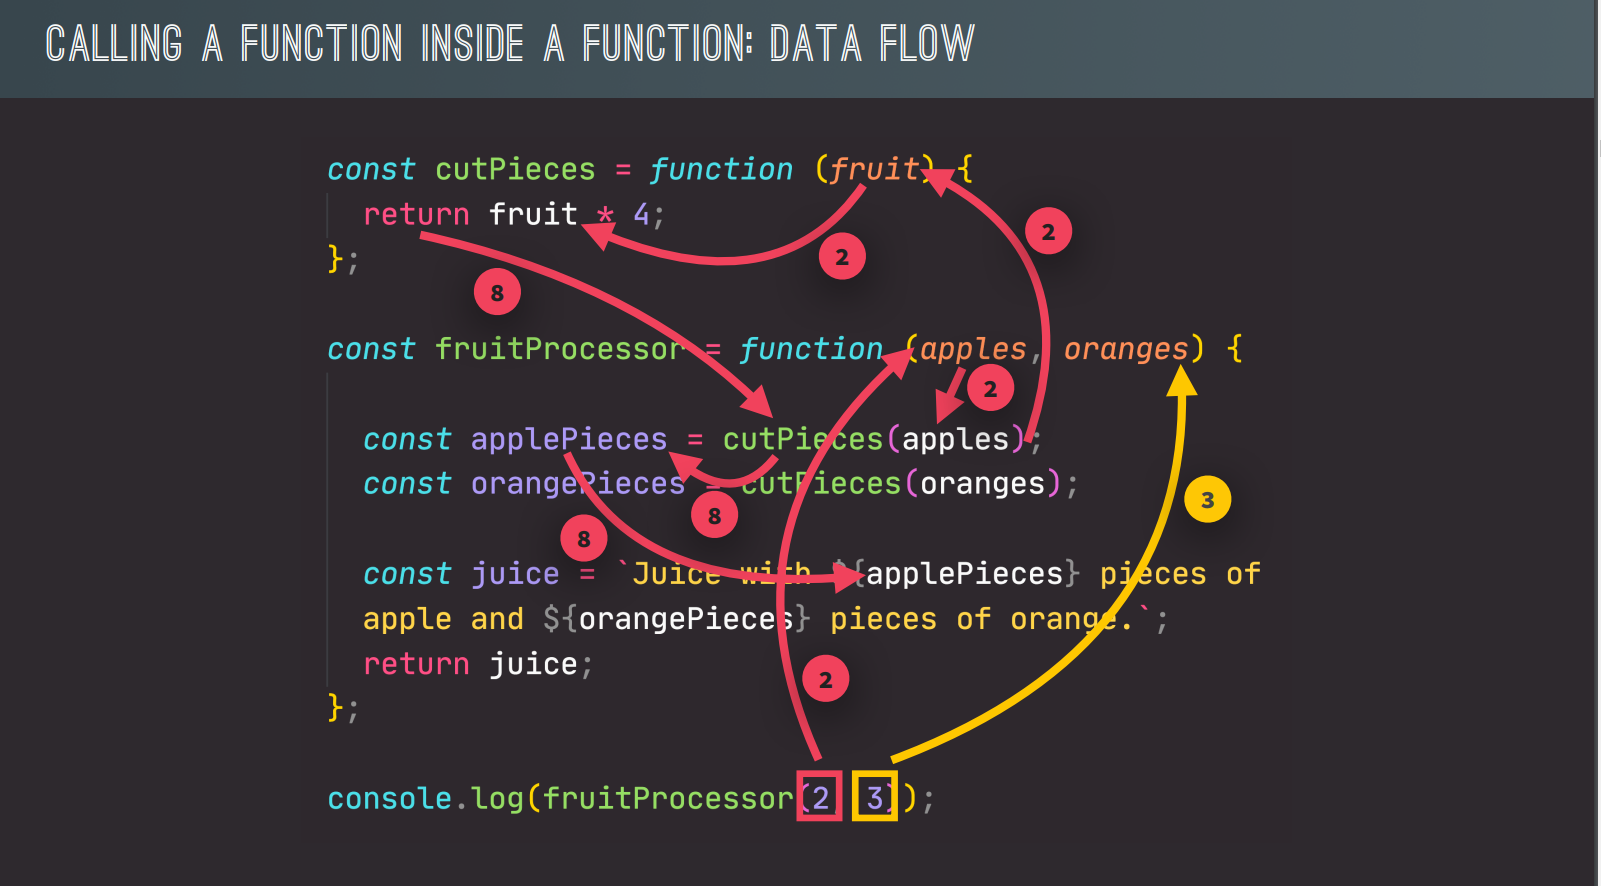 CALLING A FUNCTION INSIDE A FUNCTION: DATA FLOW
const cutPieces = function (fruit) {
return fruit * 4;
};
2
2
8
const fruitProcessor = function (apples, oranges) {
2
const applePieces = cutPieces(apples);
const orangePieces = cutPieces(oranges);
3
8
8
const juice = `Juice with ${applePieces} pieces of
apple and ${orangePieces} pieces of orange.`;
return juice;
2
};
console.log(fruitProcessor(2, 3));